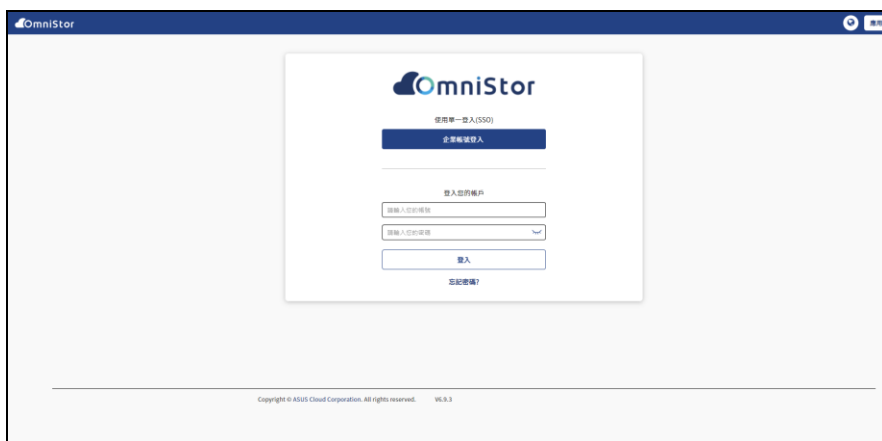 OmniStor
應用
OmniStor
使用單一登入(SSO)
企業帳號登入
登入您的帳戶
請輸入您的帳號
請輸入您的密碼
登入
忘記密碼?
Copyright © ASUS Cloud Corporation. All rights reserved. V6.0.3